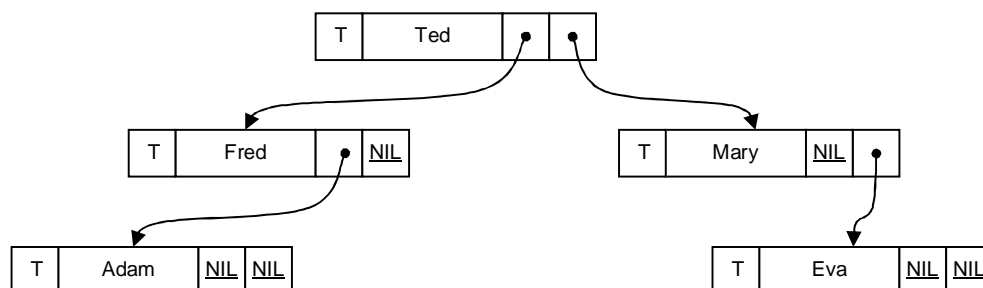 T Ted
T Fred NIL
T Mary NIL
T Adam NIL NIL
T Eva NIL NIL